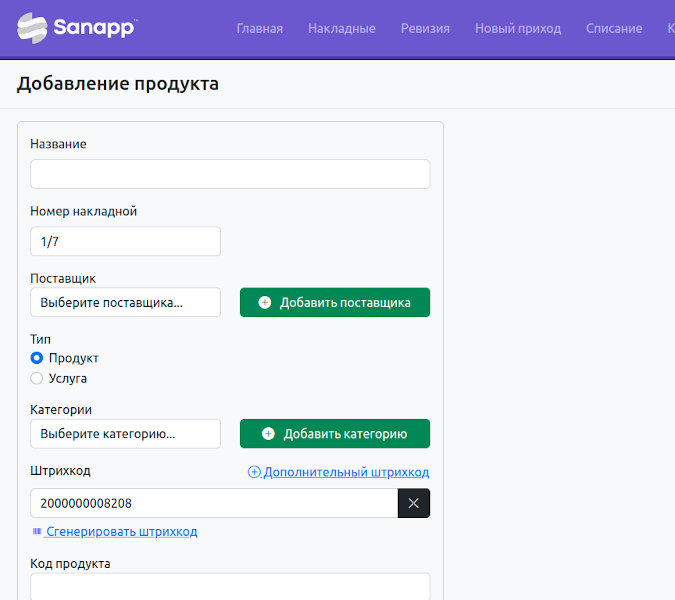 Sanapp™
Главная Накладные Ревизия Новый приход Списание К
Добавление продукта
Название
Номер накладной
1/7
Поставщик
Выберите поставщика... Добавить поставщика
Тип
Продукт
Услуга
Категории
Выберите категорию... Добавить категорию
Штрихкод Дополнительный штрихкод
2000000008208
Сгенерировать штрихкод
Код продукта